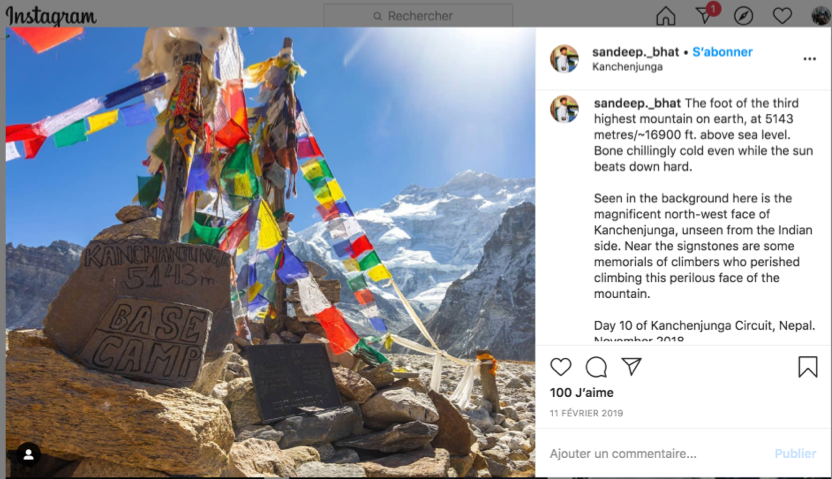 Instagram
Rechercher
1
KANCHANJUNGA
5143m
BASE
CAMP
sandeep._bhat • S'abonner
Kanchenjunga
sandeep._bhat The foot of the third
highest mountain on earth, at 5143
metres/~16900 ft. above sea level.
Bone chillingly cold even while the sun
beats down hard.
Seen in the background here is the
magnificent north-west face of
Kanchenjunga, unseen from the Indian
side. Near the signstones are some
memorials of climbers who perished
climbing this perilous face of the
mountain.
Day 10 of Kanchenjunga Circuit, Nepal.
November 2018
100 J'aime
11 FÉVRIER 2019
Ajouter un commentaire...
Publier